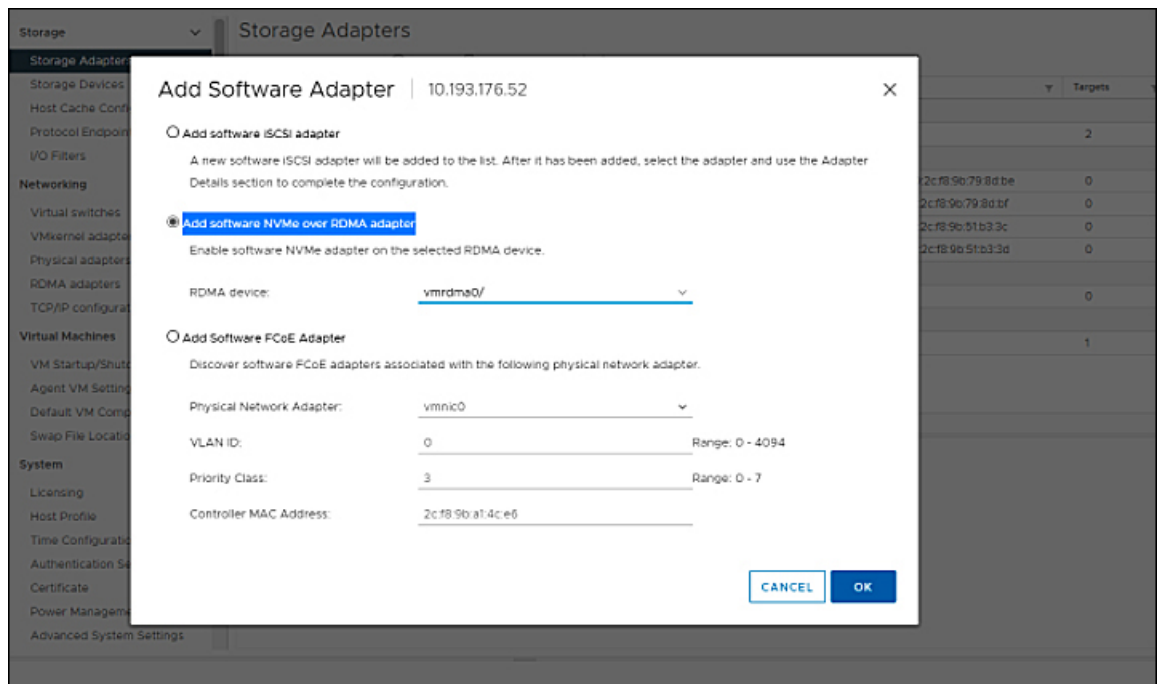 Storage
Storage Adapters
Storage Adapter
Storage Devices
Host Cache Confi
Protocol Endpoin
I/O Filters
Networking
Virtual switches
VMkernel adapte
Physical adapters
RDMA adapters
TCP/IP configurat
Virtual Machines
VM Startup/Shutd
Agent VM Setting
Default VM Comp
Swap File Locatio
System
Licensing
Host Profile
Time Configuratio
Authentication Se
Certificate
Power Manageme
Advanced System Settings
Add Software Adapter | 10.193.176.52
Add software iSCSI adapter
A new software iSCSI adapter will be added to the list. After it has been added, select the adapter and use the Adapter
Details section to complete the configuration.
Add software NVMe over RDMA adapter
Enable software NVMe adapter on the selected RDMA device.
RDMA device: vmrdma0/
Add Software FCoE Adapter
Discover software FCoE adapters associated with the following physical network adapter.
Physical Network Adapter: vmnic0
VLAN ID: 0 Range: 0 - 4094
Priority Class: 3 Range: 0 - 7
Controller MAC Address: 2c:f8:9b:a1:4c:e6
CANCEL OK
Targets
2
:2c:f8:9b:79:8d:be 0
2c:f8:9b:79:8d:bf 0
2c:f8:9b:51:b3:3c 0
2c:f8:9b:51:b3:3d 0
0
1